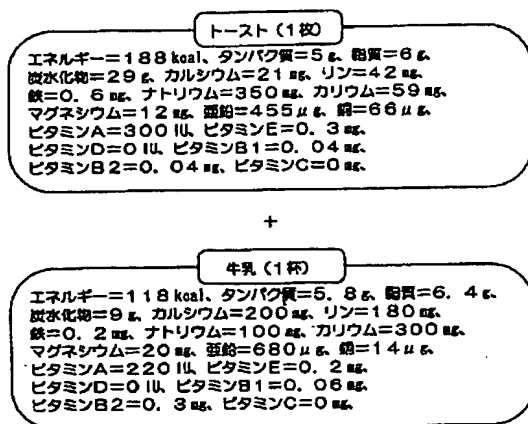 トースト（1枚）
エネルギー＝188kcal、タンパク質＝5g、脂質＝6g、
炭水化物＝29g、カルシウム＝21mg、リン＝42mg、
鉄＝0.6mg、ナトリウム＝350mg、カリウム＝59mg、
マグネシウム＝12mg、亜鉛＝455μg、銅＝66μg、
ビタミンA＝300IU、ビタミンE＝0.3mg、
ビタミンD＝0IU、ビタミンB1＝0.04mg、
ビタミンB2＝0.04mg、ビタミンC＝0mg、
＋
牛乳（1杯）
エネルギー＝118kcal、タンパク質＝5.8g、脂質＝6.4g、
炭水化物＝9g、カルシウム＝200mg、リン＝180mg、
鉄＝0.2mg、ナトリウム＝100mg、カリウム＝300mg、
マグネシウム＝20mg、亜鉛＝680μg、銅＝14μg、
ビタミンA＝220IU、ビタミンE＝0.2mg、
ビタミンD＝0IU、ビタミンB1＝0.06mg、
ビタミンB2＝0.3mg、ビタミンC＝0mg、